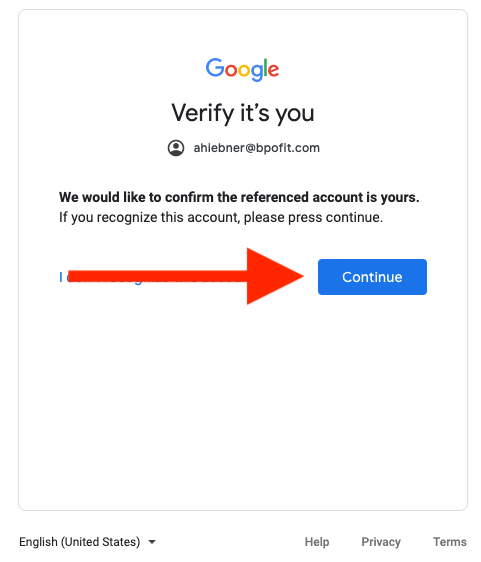 Google
Verify it's you
ahiebner@bpofit.com
We would like to confirm the referenced account is yours.
If you recognize this account, please press continue.
I
Continue
English (United States)
Help
Privacy
Terms